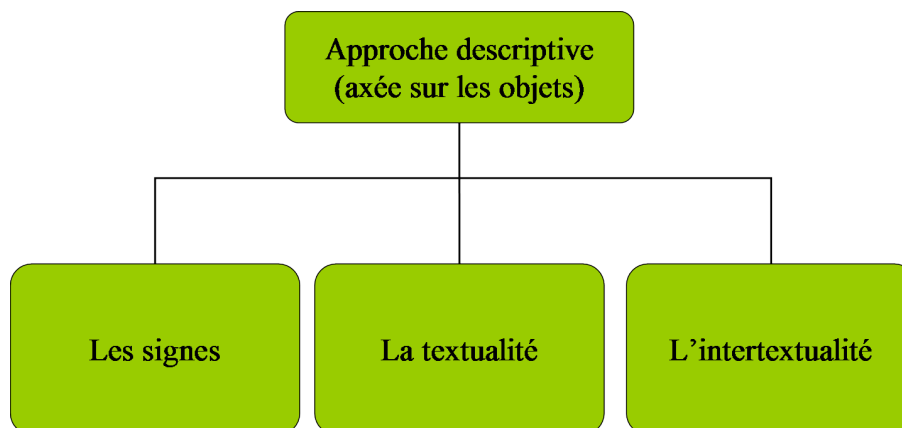 Approche descriptive
(axée sur les objets)
Les signes
La textualité
L’intertextualité